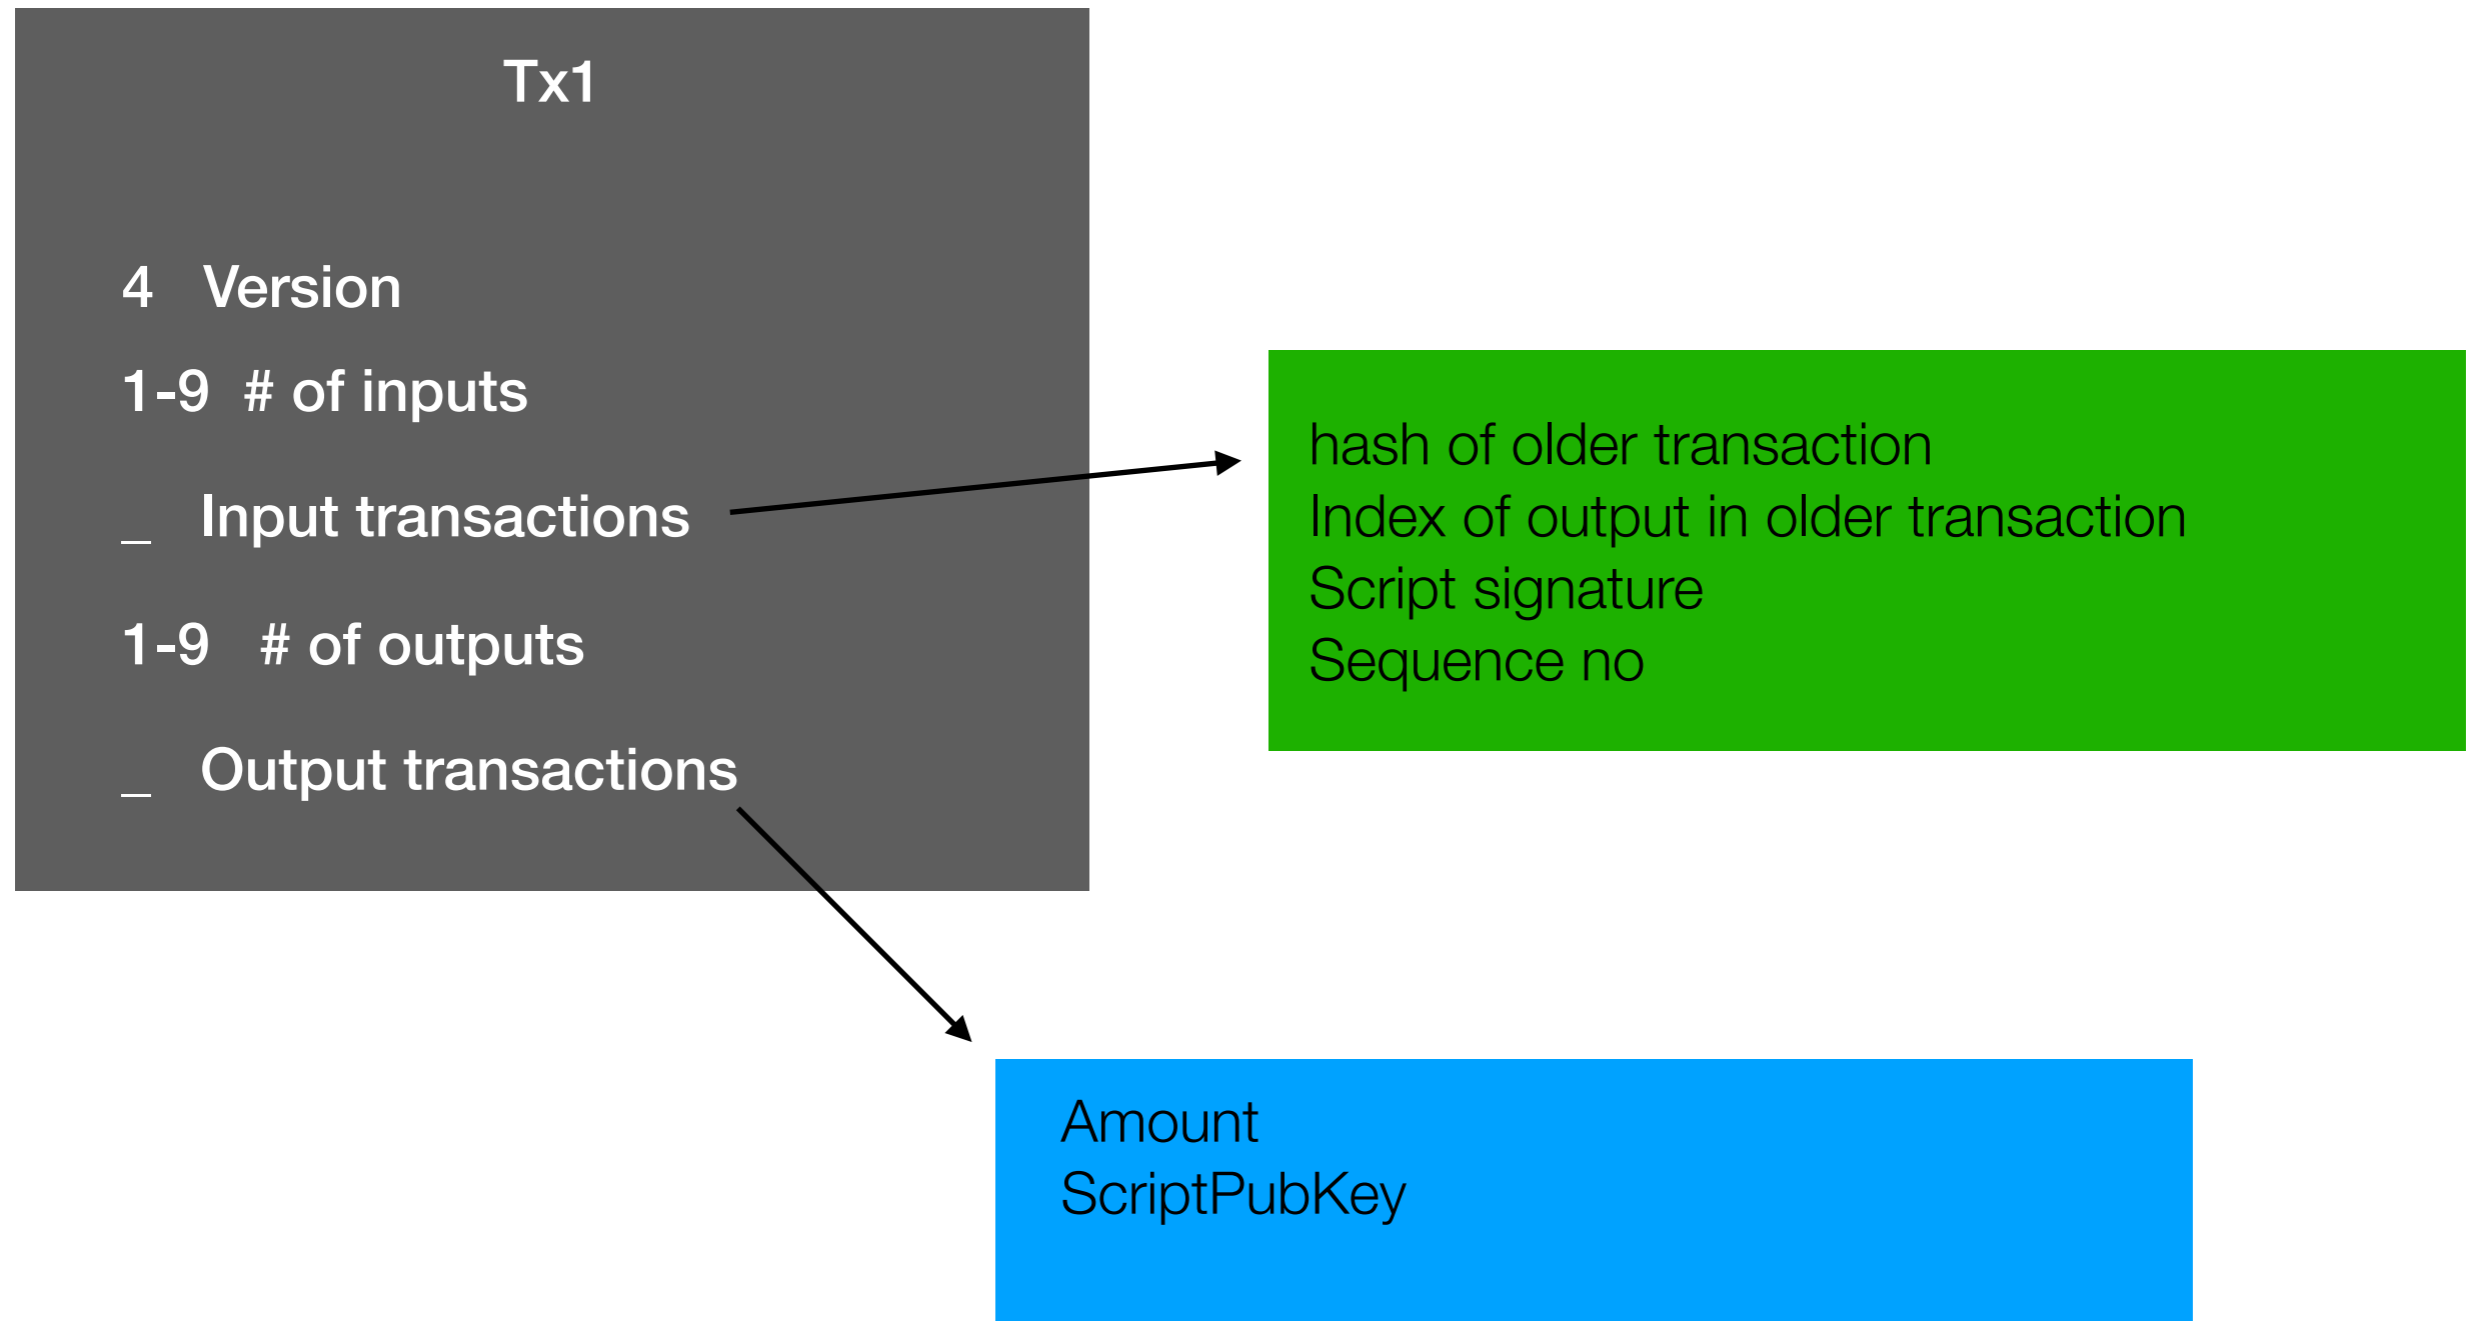 Tx1
4 Version
1-9 # of inputs
_ Input transactions
1-9 # of outputs
_ Output transactions
hash of older transaction
Index of output in older transaction
Script signature
Sequence no
Amount
ScriptPubKey